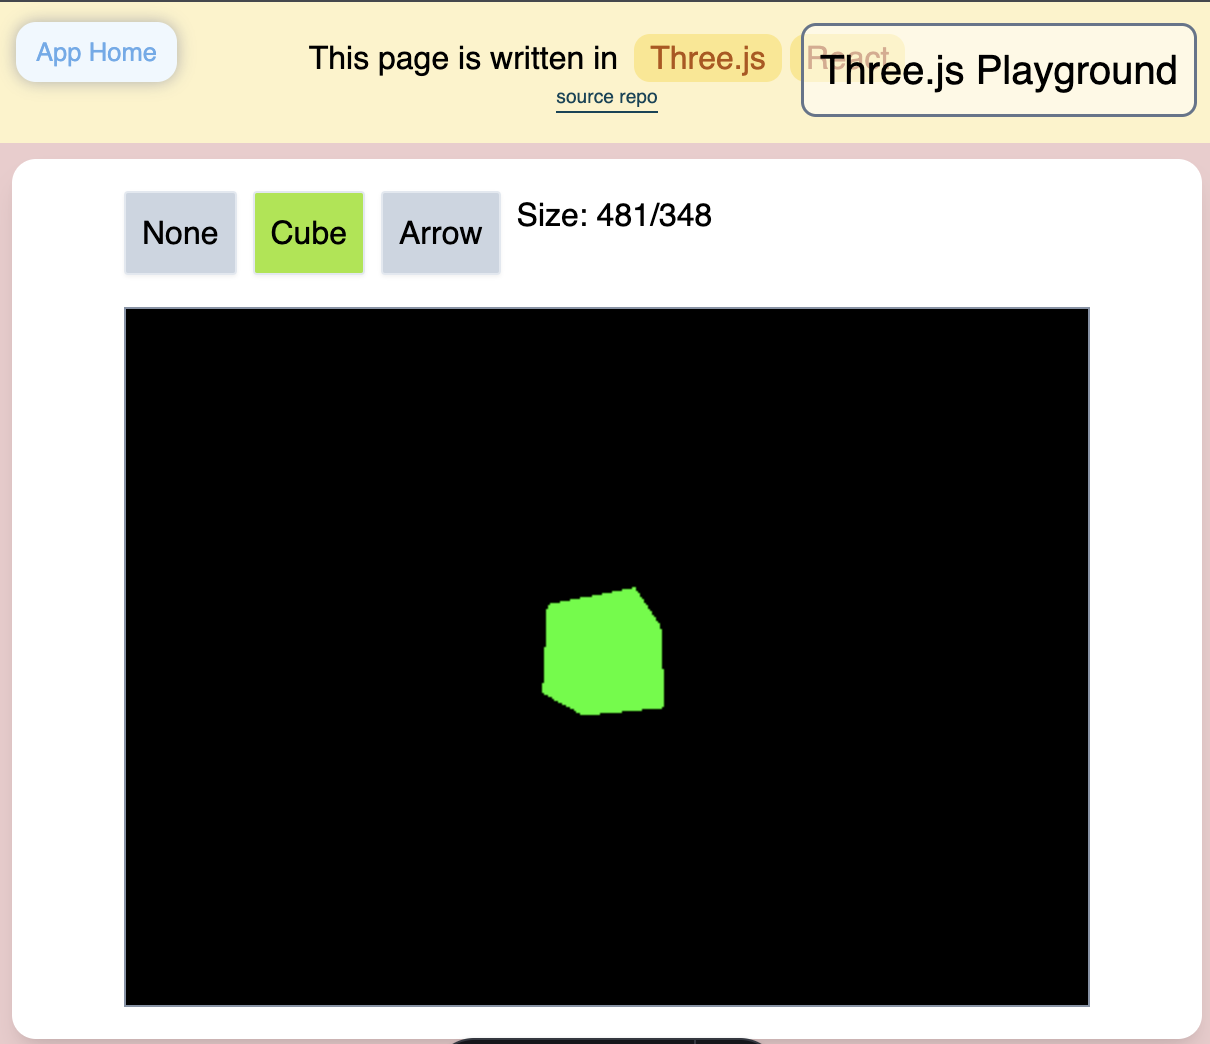 App Home
This page is written in Three.js React
Three.js Playground
source repo
None Cube Arrow Size: 481/348